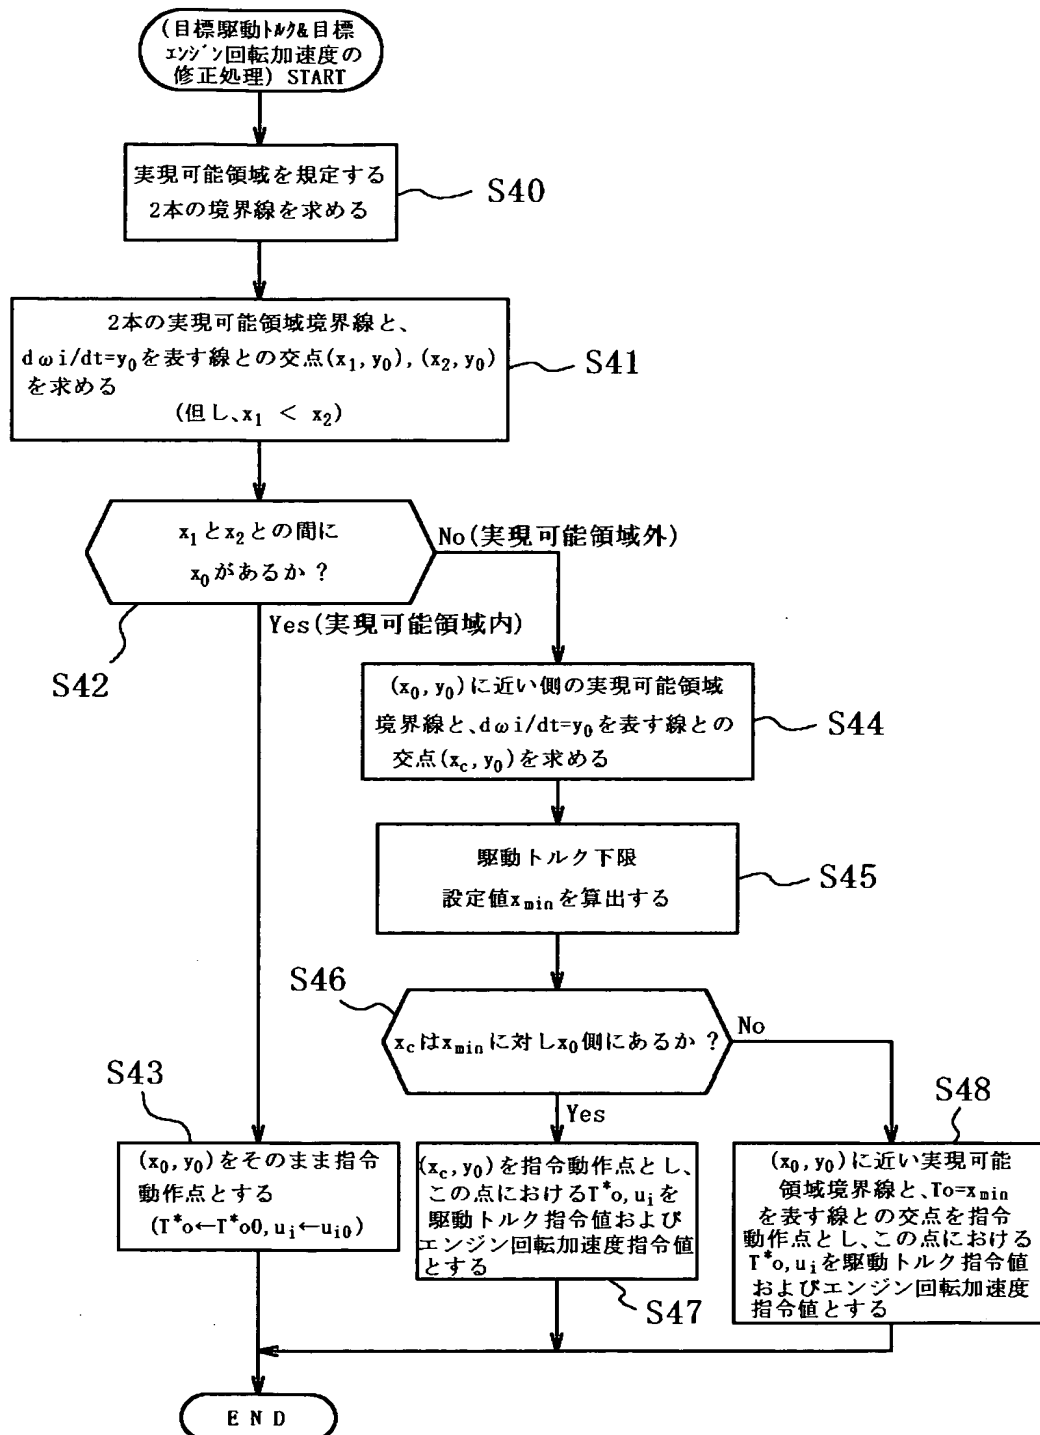 (目標駆動トルク&目標
エンジン回転加速度の
修正処理) START
実現可能領域を規定する
2本の境界線を求める
S40
2本の実現可能領域境界線と、
dωi/dt=y0を表す線との交点(x1,y0),(x2,y0)
を求める
(但し、x1 < x2)
S41
x1とx2との間に
x0があるか?
No(実現可能領域外)
Yes(実現可能領域内)
S42
(x0,y0)に近い側の実現可能領域
境界線と、dωi/dt=y0を表す線との
交点(xc,y0)を求める
S44
駆動トルク下限
設定値xminを算出する
S45
S46
xcはxminに対しx0側にあるか?
No
Yes
S43
(x0,y0)をそのまま指令
動作点とする
(T*o←T*o0,ui←ui0)
(xc,y0)を指令動作点とし、
この点におけるT*o,uiを
駆動トルク指令値および
エンジン回転加速度指令値
とする
S47
S48
(x0,y0)に近い実現可能
領域境界線と、To=xmin
を表す線との交点を指令
動作点とし、この点における
T*o,uiを駆動トルク指令値
およびエンジン回転加速度
指令値とする
END